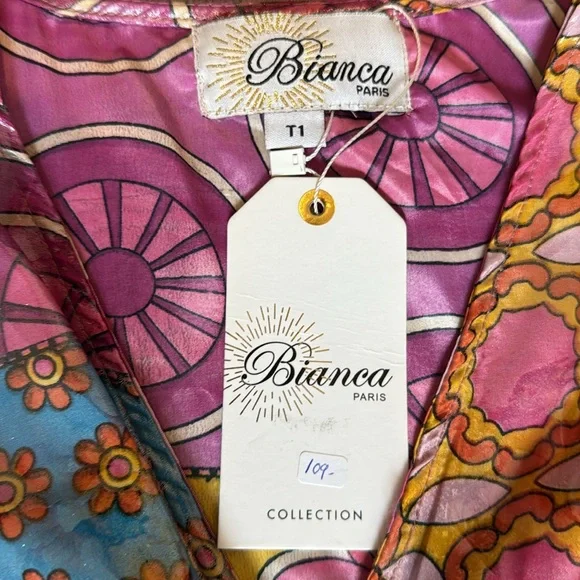 Bianca
PARIS
T1
Bianca
PARIS
109.-
COLLECTION